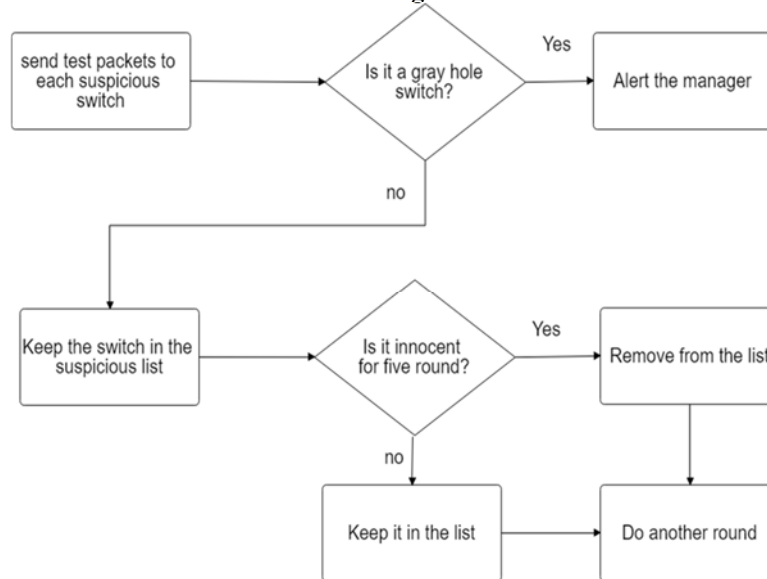 send test packets to
each suspicious
switch
Is it a gray hole
switch?
Yes
Alert the manager
no
Keep the switch in the
suspicious list
Is it innocent
for five round?
Yes
Remove from the list
no
Keep it in the list
Do another round